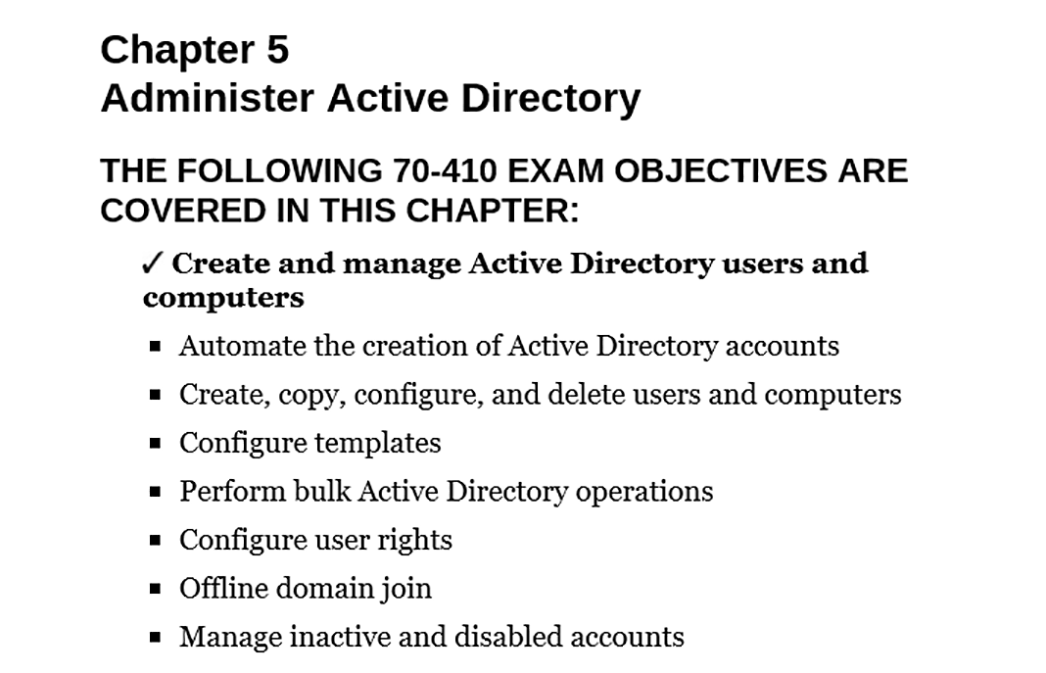 Chapter 5
Administer Active Directory
THE FOLLOWING 70-410 EXAM OBJECTIVES ARE
COVERED IN THIS CHAPTER:
✓ Create and manage Active Directory users and
computers
▪ Automate the creation of Active Directory accounts
▪ Create, copy, configure, and delete users and computers
▪ Configure templates
▪ Perform bulk Active Directory operations
▪ Configure user rights
▪ Offline domain join
▪ Manage inactive and disabled accounts